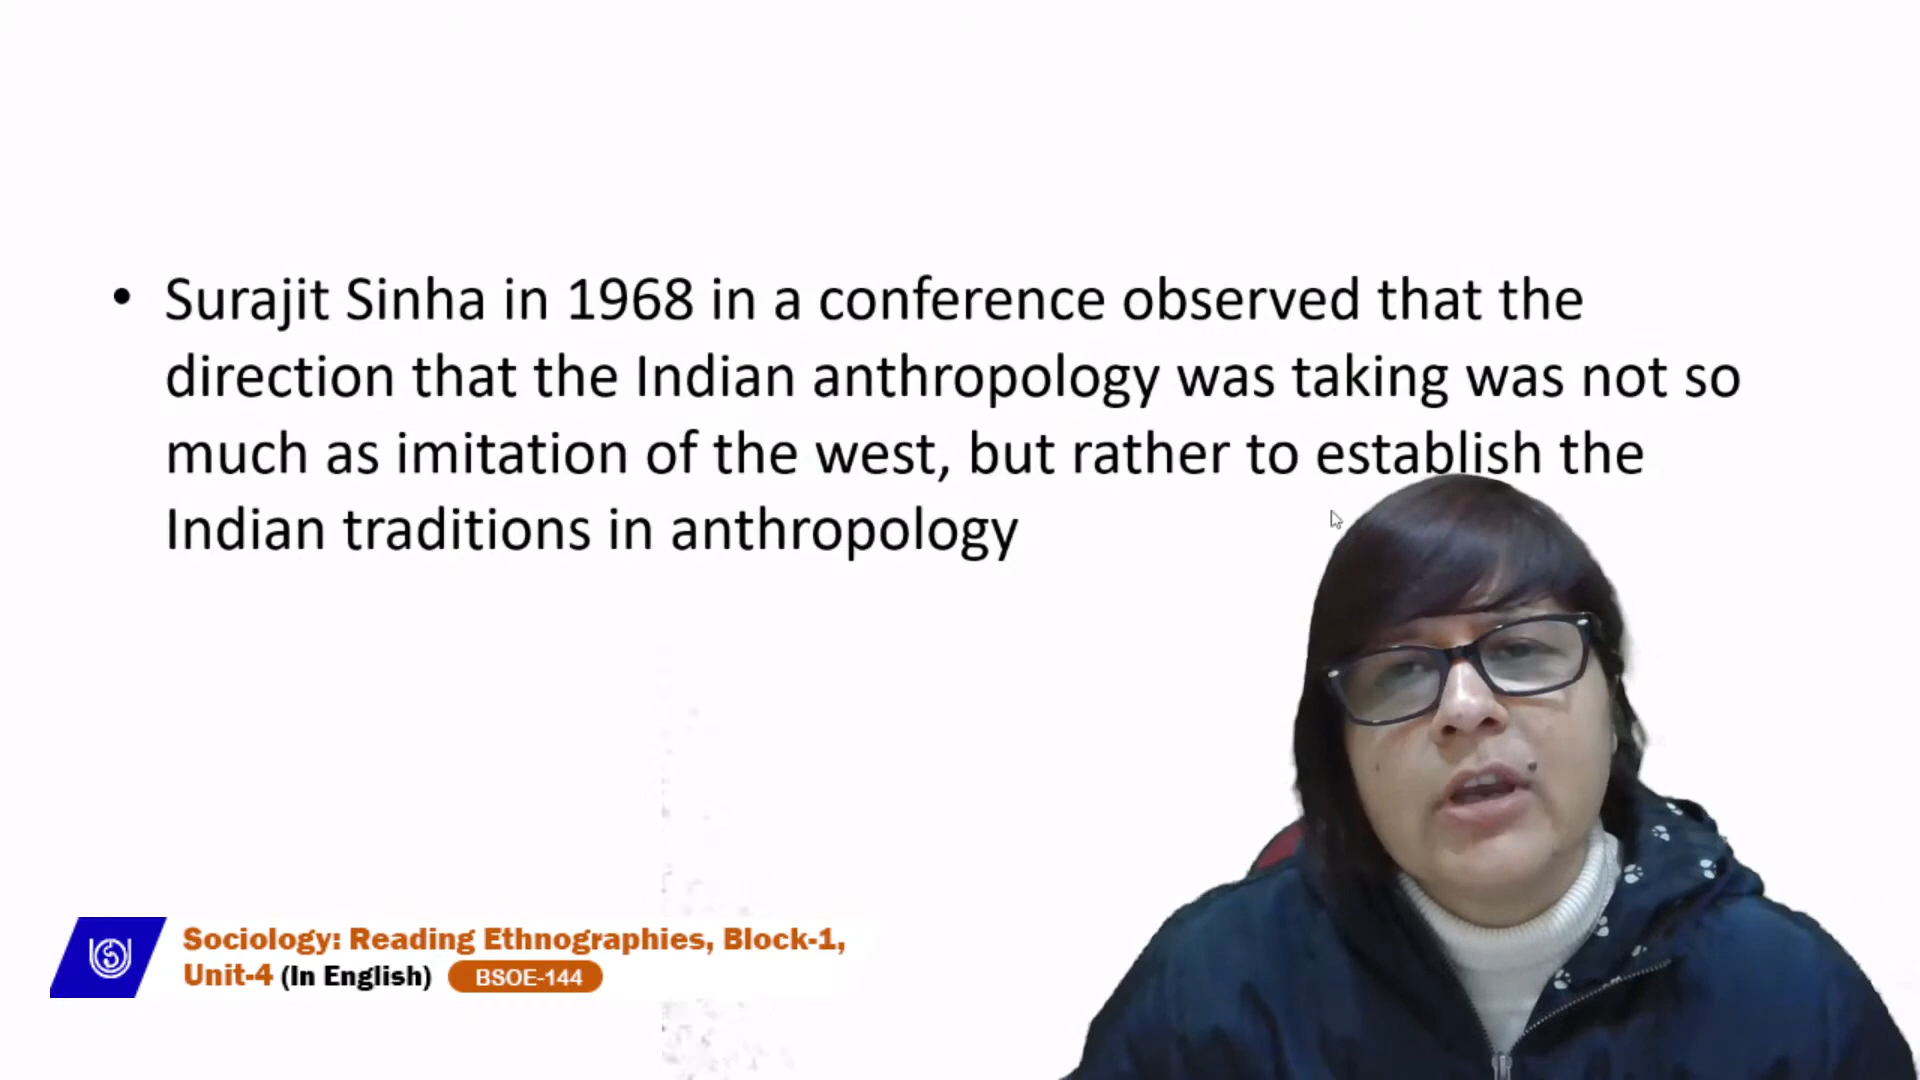 • Surajit Sinha in 1968 in a conference observed that the
direction that the Indian anthropology was taking was not so
much as imitation of the west, but rather to establish the
Indian traditions in anthropology
Sociology: Reading Ethnographies, Block-1,
Unit-4 (In English) BSOE-144